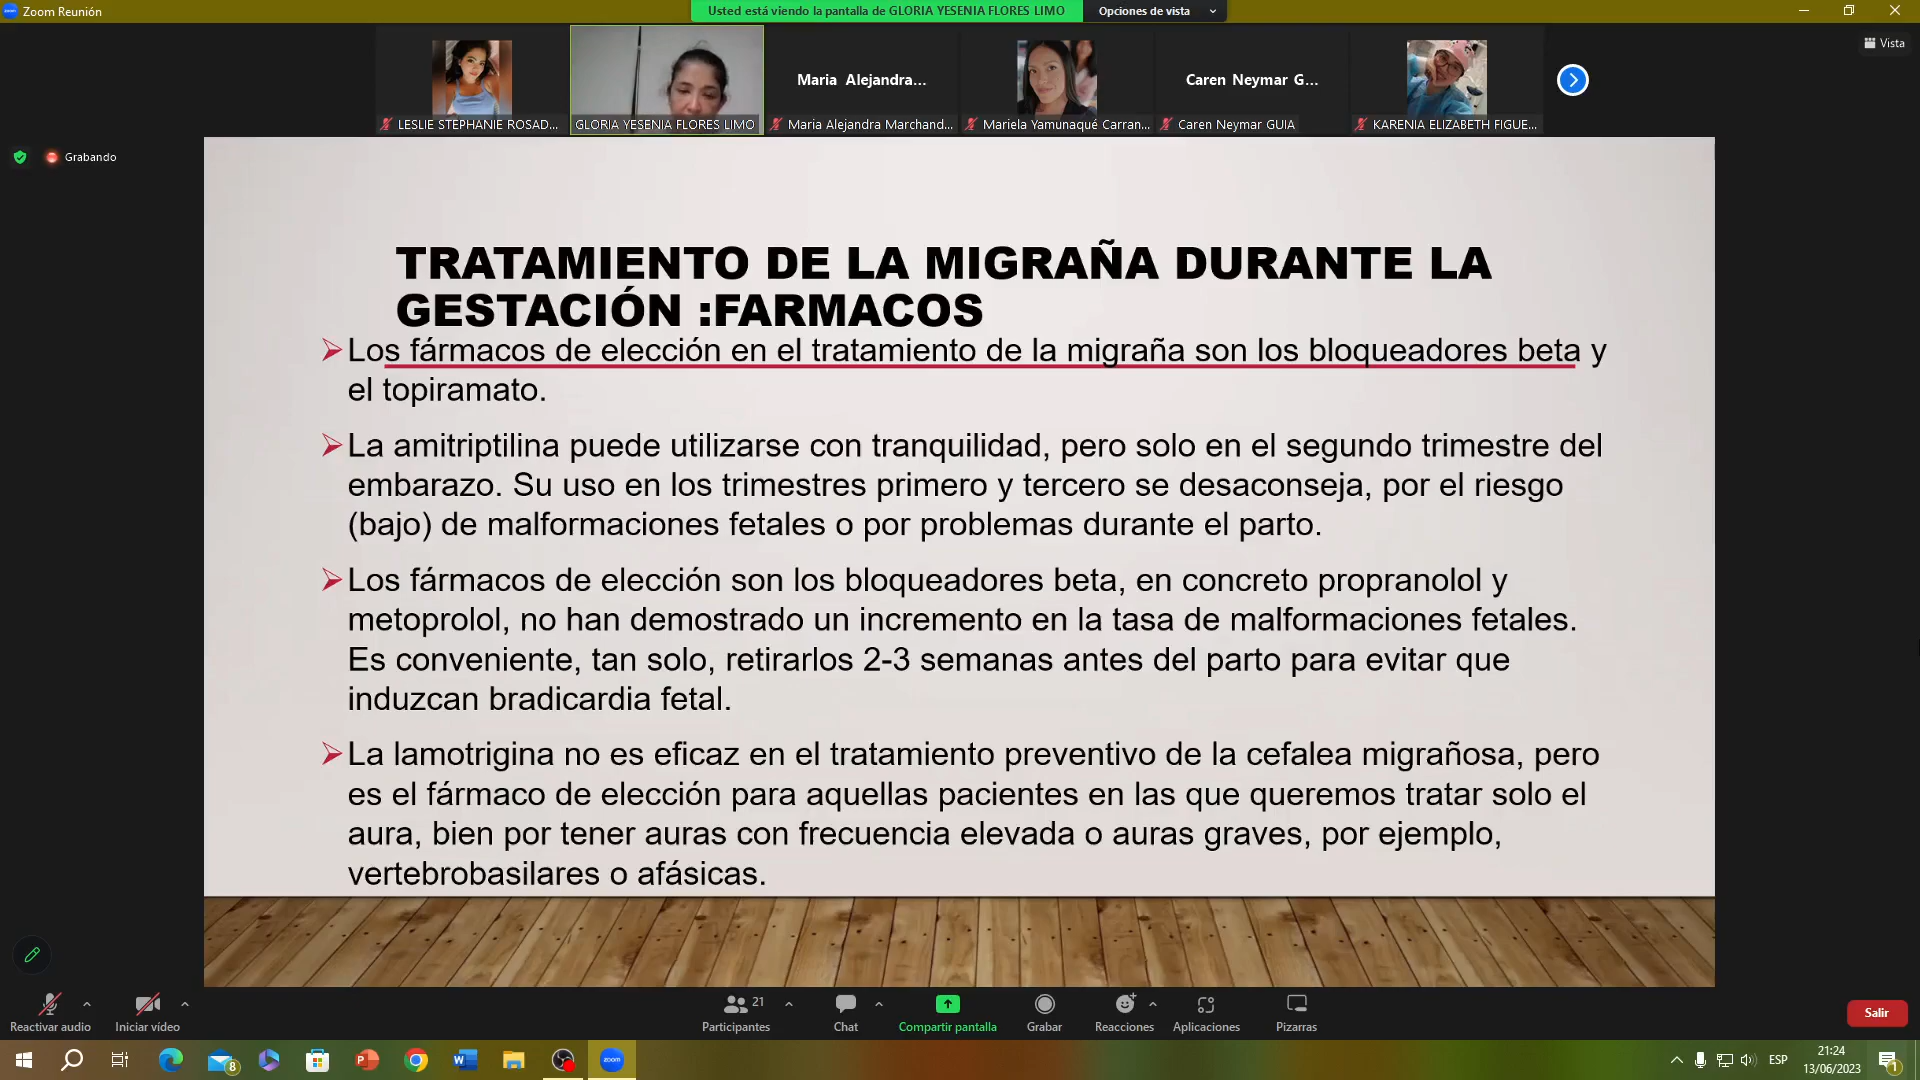 Zoom Reunión
Usted está viendo la pantalla de GLORIA YESENIA FLORES LIMO
Opciones de vista
Vista
Maria Alejandra...
Caren Neymar G...
LESLIE STEPHANIE ROSAD...
GLORIA YESENIA FLORES LIMO
Maria Alejandra Marchand...
Mariela Yamunaqué Carran...
Caren Neymar GUIA
KARENIA ELIZABETH FIGUE...
Grabando
TRATAMIENTO DE LA MIGRAÑA DURANTE LA
GESTACIÓN :FARMACOS
Los fármacos de elección en el tratamiento de la migraña son los bloqueadores beta y
el topiramato.
La amitriptilina puede utilizarse con tranquilidad, pero solo en el segundo trimestre del
embarazo. Su uso en los trimestres primero y tercero se desaconseja, por el riesgo
(bajo) de malformaciones fetales o por problemas durante el parto.
Los fármacos de elección son los bloqueadores beta, en concreto propranolol y
metoprolol, no han demostrado un incremento en la tasa de malformaciones fetales.
Es conveniente, tan solo, retirarlos 2-3 semanas antes del parto para evitar que
induzcan bradicardia fetal.
La lamotrigina no es eficaz en el tratamiento preventivo de la cefalea migrañosa, pero
es el fármaco de elección para aquellas pacientes en las que queremos tratar solo el
aura, bien por tener auras con frecuencia elevada o auras graves, por ejemplo,
vertebrobasilares o afásicas.
21
Reactivar audio
Iniciar vídeo
Participantes
Chat
Compartir pantalla
Grabar
Reacciones
Aplicaciones
Pizarras
Salir
8
zoom
ESP
21:24
13/06/2023
1